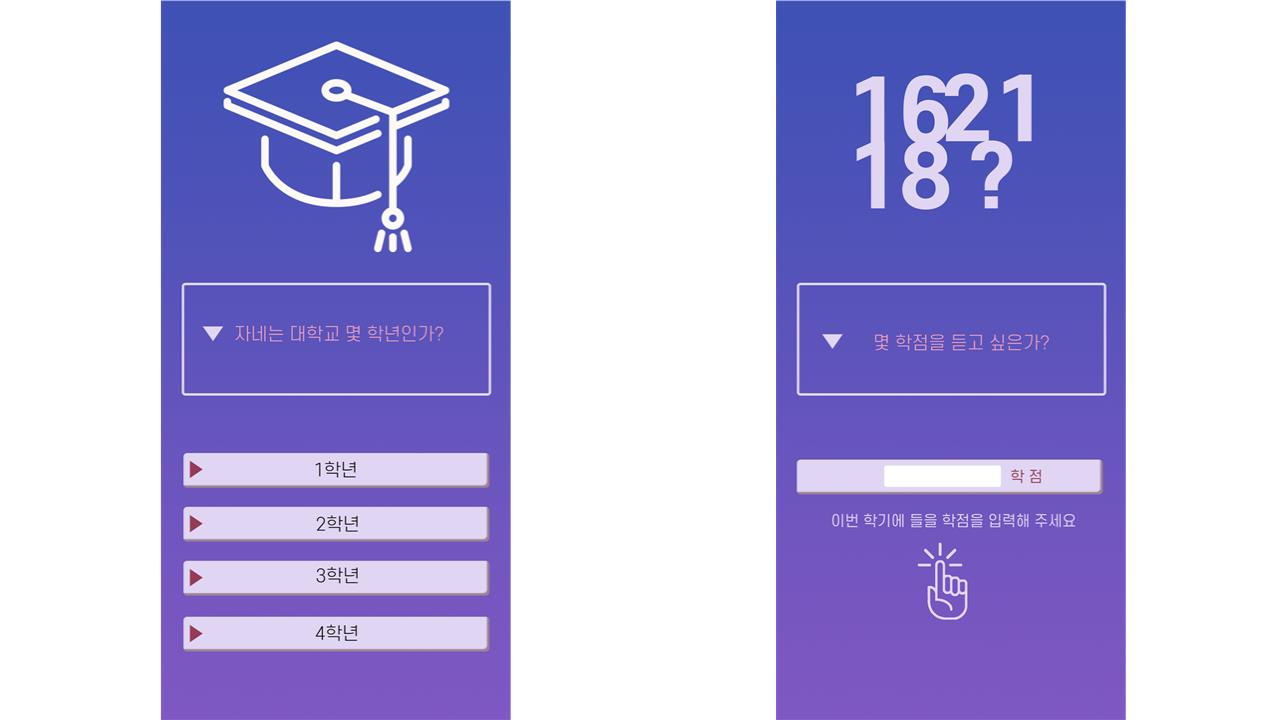 자네는 대학교 몇 학년인가?
1학년
2학년
3학년
4학년
1621
18?
몇 학점을 듣고 싶은가?
학 점
이번 학기에 들을 학점을 입력해 주세요